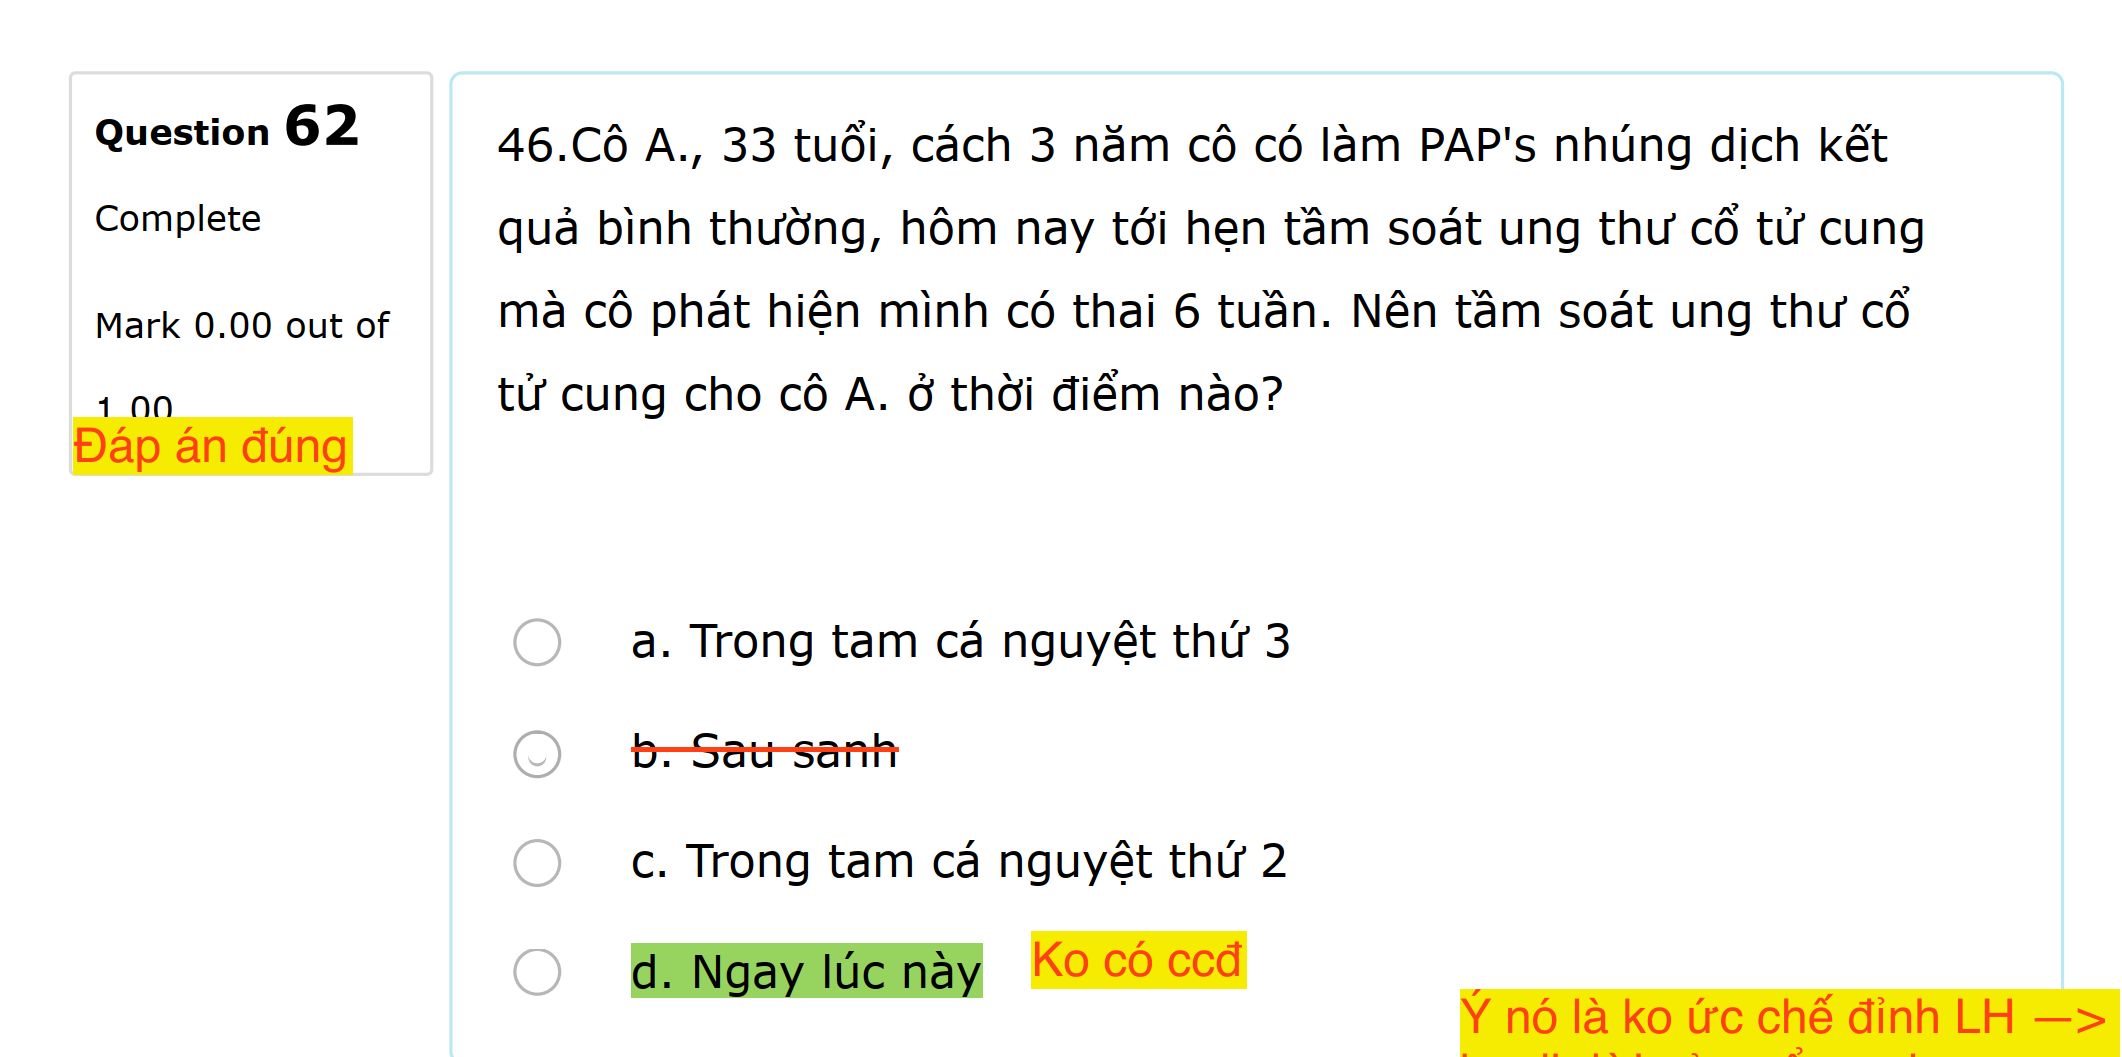 Question 62
Complete
Mark 0.00 out of
1.00
Đáp án đúng
46.Cô A., 33 tuổi, cách 3 năm cô có làm PAP's nhúng dịch kết
quả bình thường, hôm nay tới hẹn tầm soát ung thư cổ tử cung
mà cô phát hiện mình có thai 6 tuần. Nên tầm soát ung thư cổ
tử cung cho cô A. ở thời điểm nào?
a. Trong tam cá nguyệt thứ 3
b. Sau sanh
c. Trong tam cá nguyệt thứ 2
d. Ngay lúc này
Ko có ccđ
Ý nó là ko ức chế đỉnh LH —>